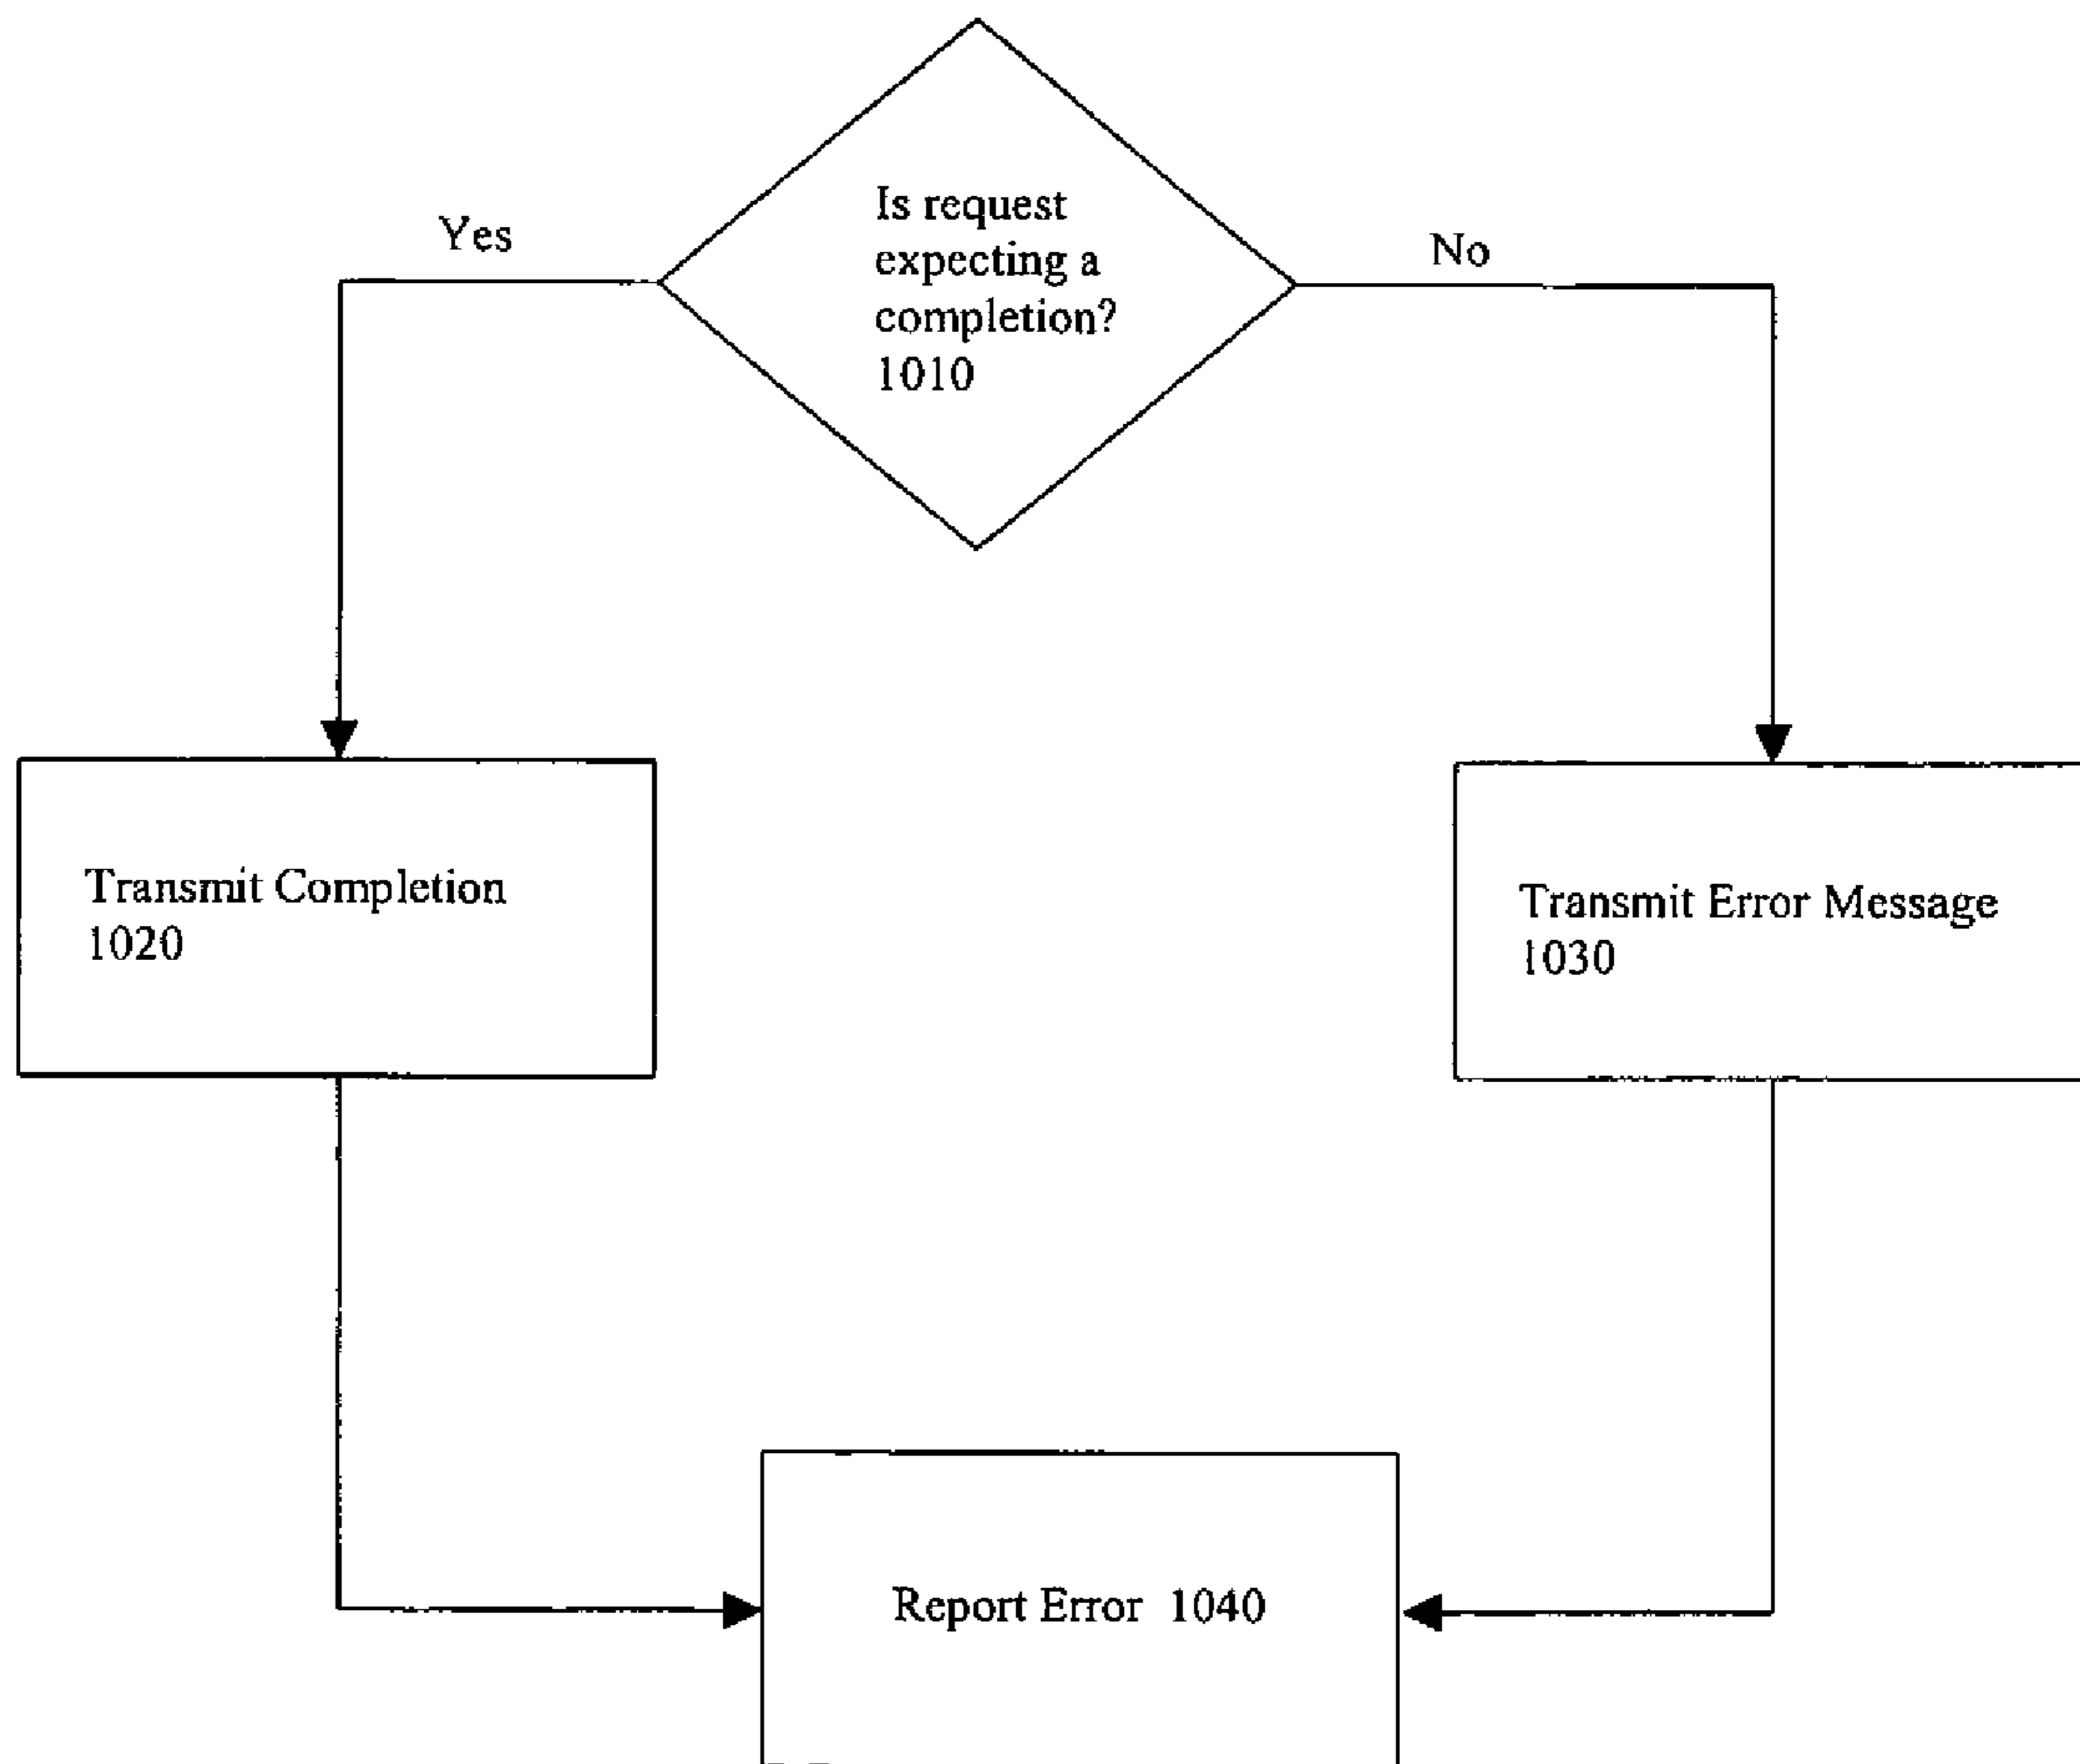 Is request
expecting a
completion?
1010
Yes
No
Transmit Completion
1020
Transmit Error Message
1030
Report Error 1040